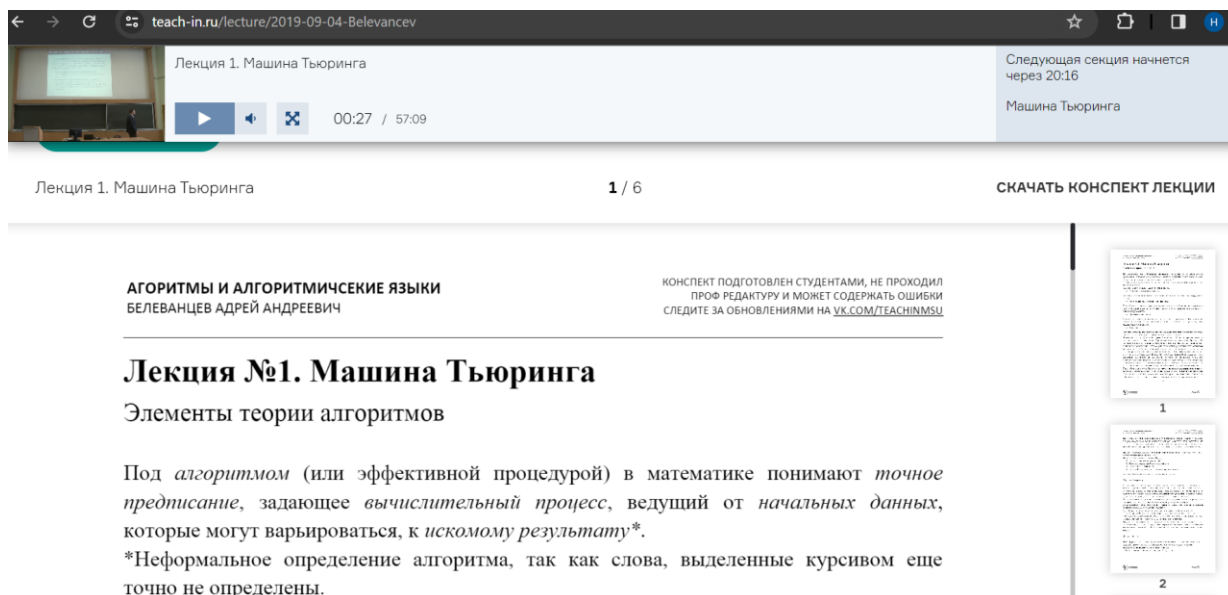 teach-in.ru/lecture/2019-09-04-Belevancev
Н
Лекция 1. Машина Тьюринга
00:27 / 57:09
Следующая секция начнется
через 20:16
Машина Тьюринга
Лекция 1. Машина Тьюринга
1 / 6
СКАЧАТЬ КОНСПЕКТ ЛЕКЦИИ
АГОРИТМЫ И АЛГОРИТМИЧСЕКИЕ ЯЗЫКИ
БЕЛЕВАНЦЕВ АДРЕЙ АНДРЕЕВИЧ
КОНСПЕКТ ПОДГОТОВЛЕН СТУДЕНТАМИ, НЕ ПРОХОДИЛ
ПРОФ РЕДАКТУРУ И МОЖЕТ СОДЕРЖАТЬ ОШИБКИ
СЛЕДИТЕ ЗА ОБНОВЛЕНИЯМИ НА VK.COM/TEACHINMSU
Лекция №1. Машина Тьюринга
Элементы теории алгоритмов
Под алгоритмом (или эффективной процедурой) в математике понимают точное
предписание, задающее вычислительный процесс, ведущий от начальных данных,
которые могут варьироваться, к искомому результату*.
*Неформальное определение алгоритма, так как слова, выделенные курсивом еще
точно не определены.
1
2